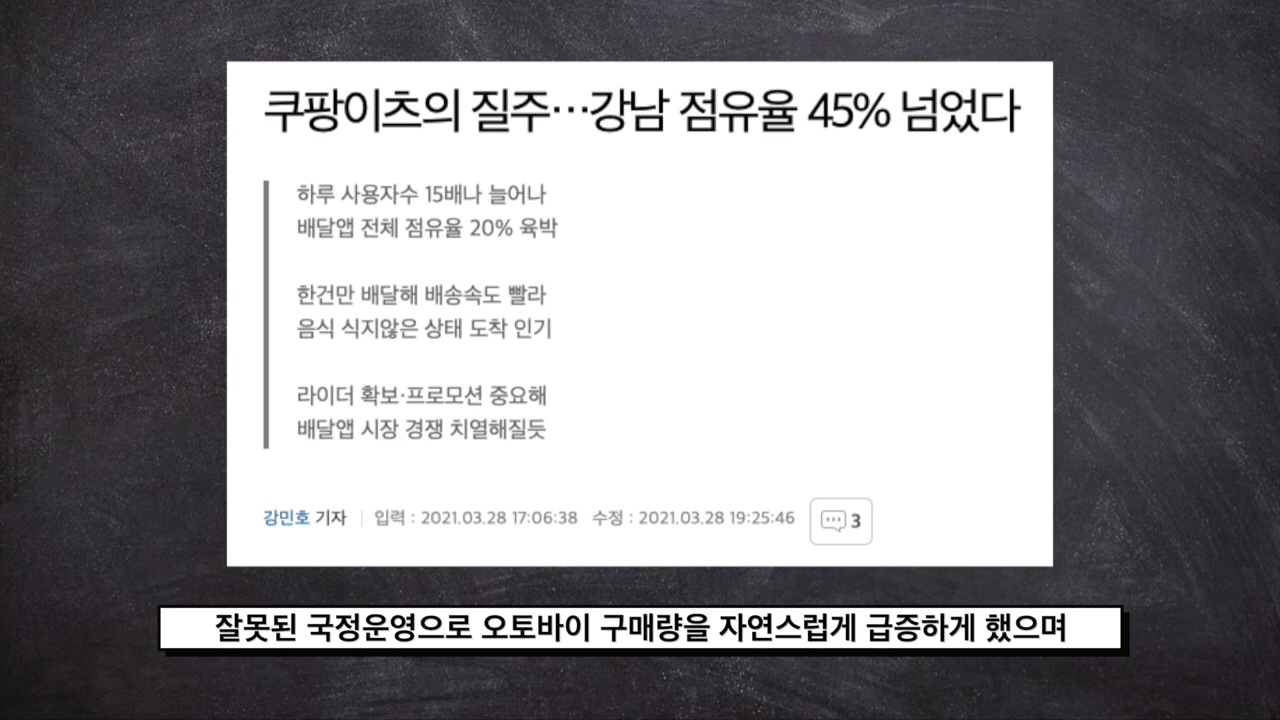 쿠팡이츠의 질주…강남 점유율 45% 넘었다
하루 사용자수 15배나 늘어나
배달앱 전체 점유율 20% 육박
한건만 배달해 배송속도 빨라
음식 식지않은 상태 도착 인기
라이더 확보·프로모션 중요해
배달앱 시장 경쟁 치열해질듯
강민호 기자 | 입력 : 2021.03.28 17:06:38 수정 : 2021.03.28 19:25:46 3
잘못된 국정운영으로 오토바이 구매량을 자연스럽게 급증하게 했으며